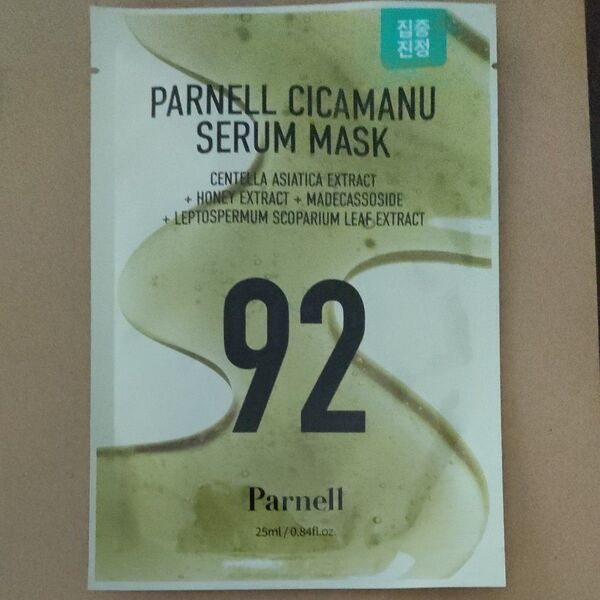 집중
진정
PARNELL CICAMANU
SERUM MASK
CENTELLA ASIATICA EXTRACT
+ HONEY EXTRACT + MADECASSOSIDE
+ LEPTOSPERMUM SCOPARIUM LEAF EXTRACT
92
Parnell
25ml / 0.84fl.oz.